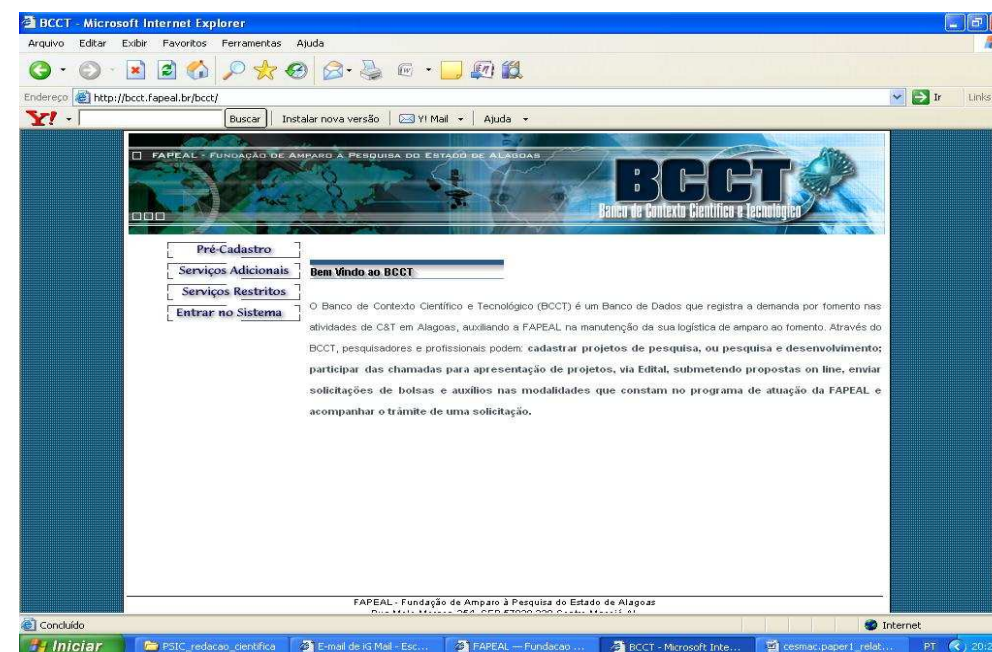 BCCT - Microsoft Internet Explorer
Arquivo Editar Exibir Favoritos Ferramentas Ajuda
Endereço http://bcct.fapeal.br/bcct/ Ir Links
Y! Buscar Instalar nova versão Y! Mail Ajuda
FAPEAL - FUNDAÇÃO DE AMPARO À PESQUISA DO ESTADO DE ALAGOAS
BCCT
Banco de Contexto Científico e Tecnológico
Pré-Cadastro
Serviços Adicionais
Serviços Restritos
Entrar no Sistema
Bem Vindo ao BCCT
O Banco de Contexto Científico e Tecnológico (BCCT) é um Banco de Dados que registra a demanda por fomento nas
atividades de C&T em Alagoas, auxiliando a FAPEAL na manutenção da sua logística de amparo ao fomento. Através do
BCCT, pesquisadores e profissionais podem: cadastrar projetos de pesquisa, ou pesquisa e desenvolvimento;
participar das chamadas para apresentação de projetos, via Edital, submetendo propostas on line, enviar
solicitações de bolsas e auxílios nas modalidades que constam no programa de atuação da FAPEAL e
acompanhar o trâmite de uma solicitação.
FAPEAL - Fundação de Amparo à Pesquisa do Estado de Alagoas
Concluído Internet
Iniciar PSIC_redacao_cientifica E-mail de iG Mail - Esc... FAPEAL — Fundacao ... BCCT - Microsoft Inte... cesmac.paper1_relat... PT 20:2